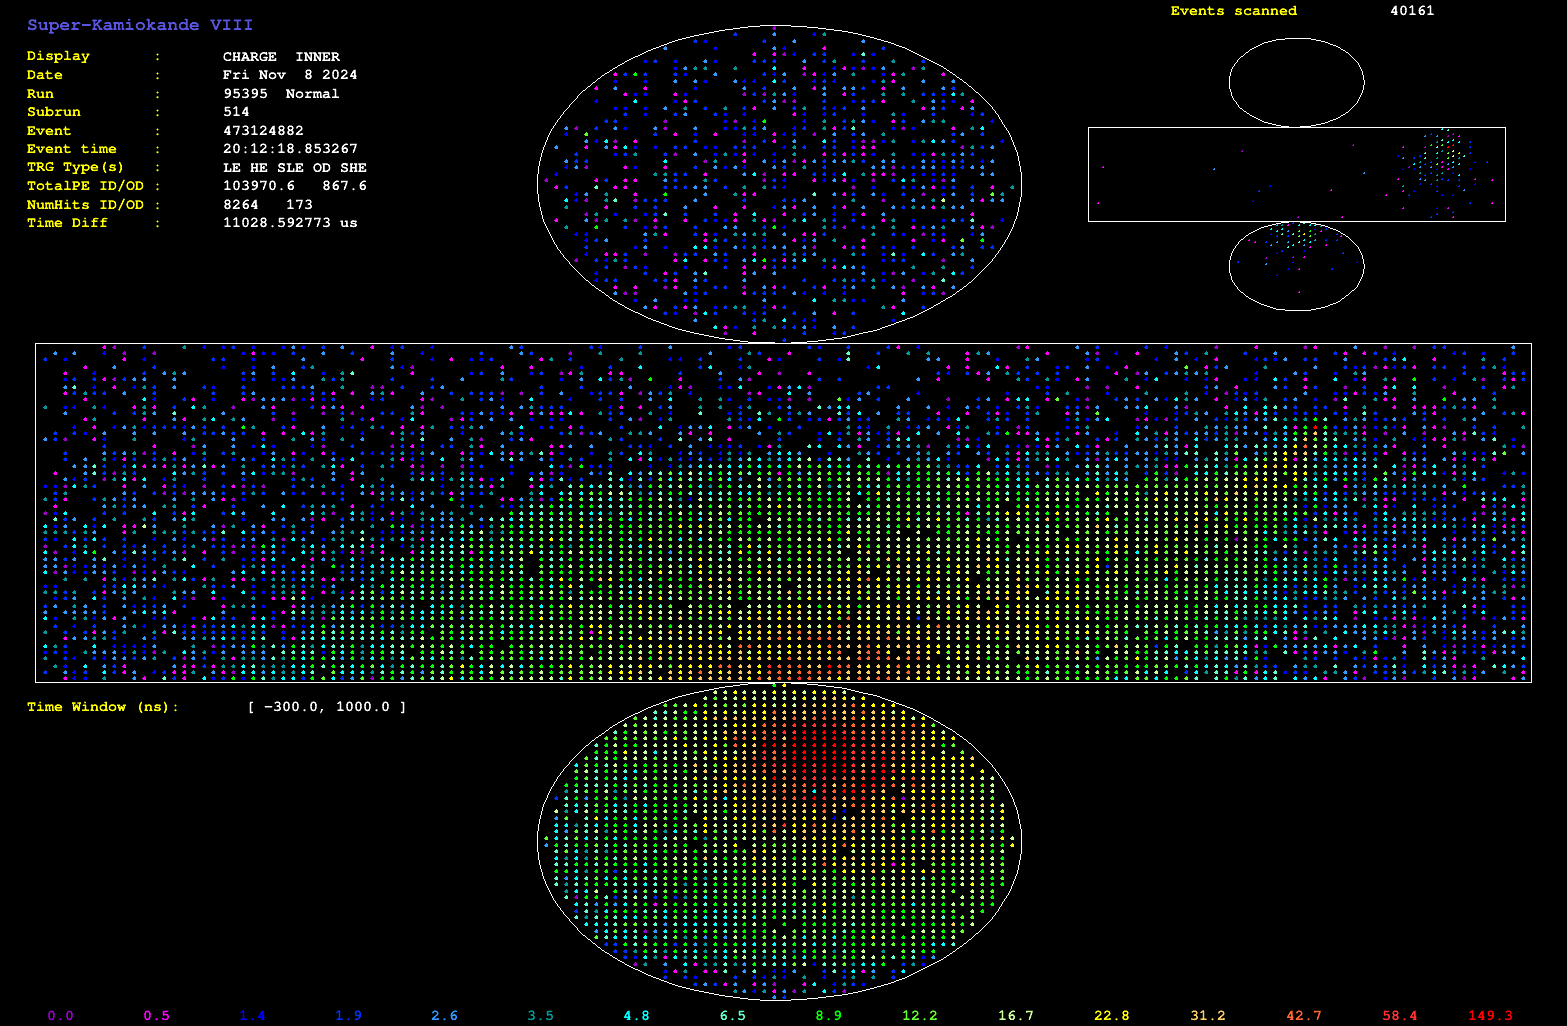 Super-Kamiokande VIII
Events scanned 40161
Display : CHARGE INNER
Date : Fri Nov 8 2024
Run : 95395 Normal
Subrun : 514
Event : 473124882
Event time : 20:12:18.853267
TRG Type(s) : LE HE SLE OD SHE
TotalPE ID/OD : 103970.6 867.6
NumHits ID/OD : 8264 173
Time Diff : 11028.592773 us
Time Window (ns): [ -300.0, 1000.0 ]
0.0 0.5 1.4 1.9 2.6 3.5 4.8 6.5 8.9 12.2 16.7 22.8 31.2 42.7 58.4 149.3